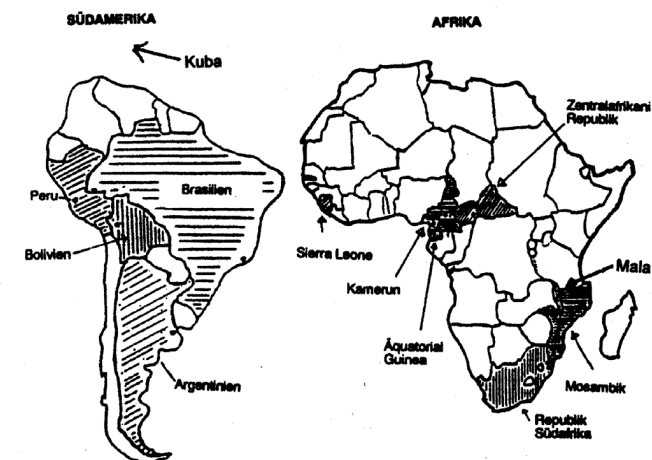 SÜDAMERIKA
Kuba
Peru
Brasilien
Bolivien
Argentinien
AFRIKA
Zentralafrikani
Republik
Sierra Leone
Kamerun
Mala
Äquatorial
Guinea
Mosambik
Republik
Südafrika